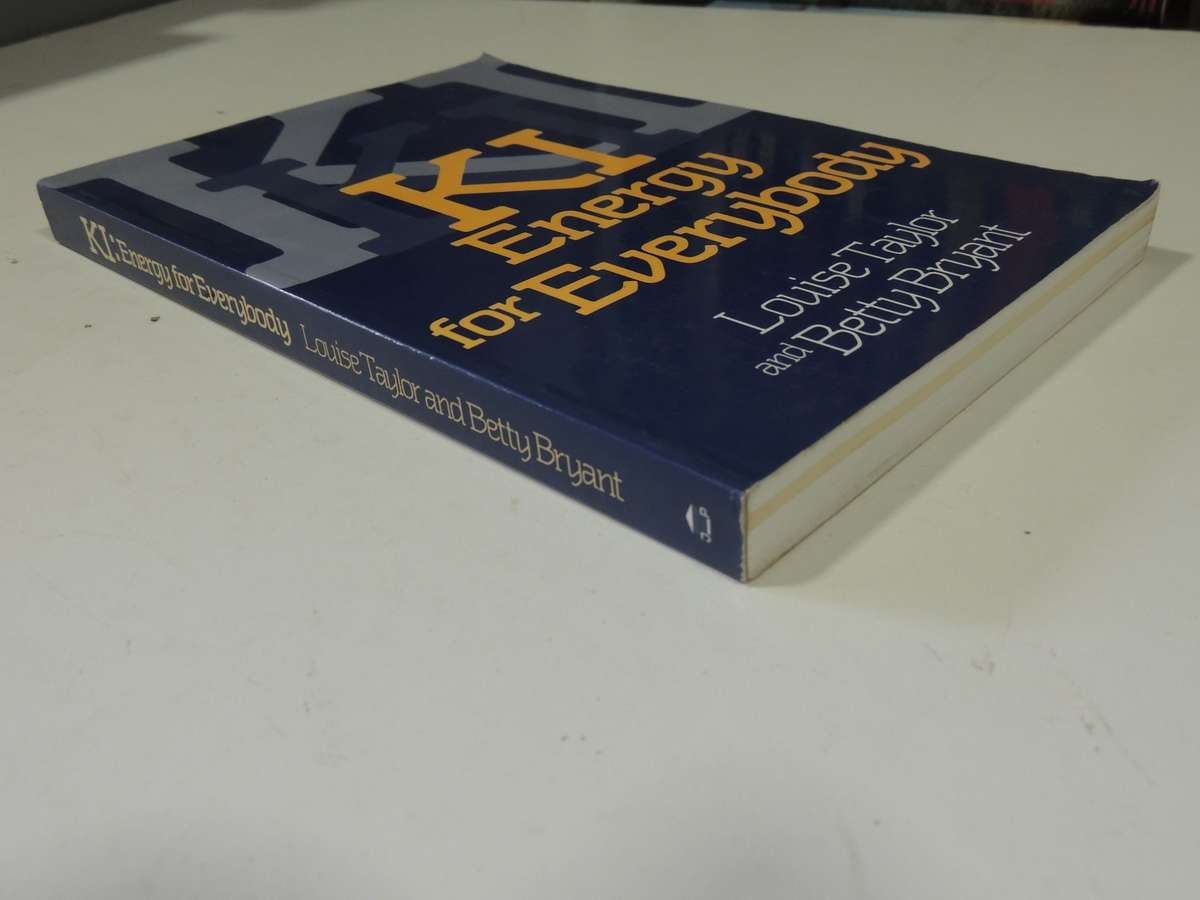 KI
Energy
for Everybody
Louise Taylor
and Betty Bryant
KI: Energy for Everybody Louise Taylor and Betty Bryant